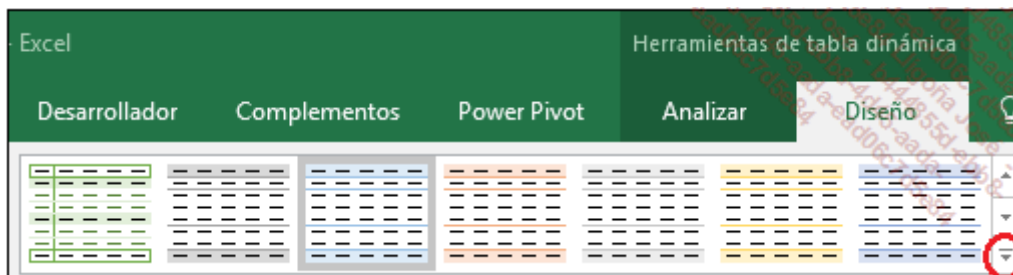 - Excel
Herramientas de tabla dinámica
Desarrollador
Complementos
Power Pivot
Analizar
Diseño